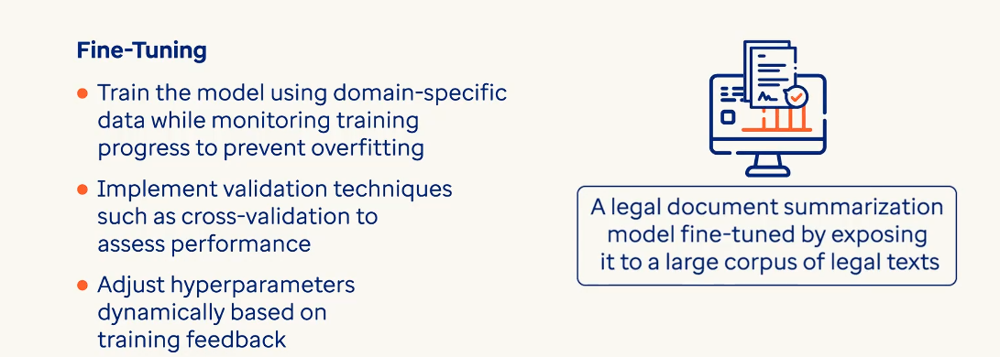 Fine-Tuning
Train the model using domain-specific
data while monitoring training
progress to prevent overfitting
Implement validation techniques
such as cross-validation to
assess performance
Adjust hyperparameters
dynamically based on
training feedback
A legal document summarization
model fine-tuned by exposing
it to a large corpus of legal texts